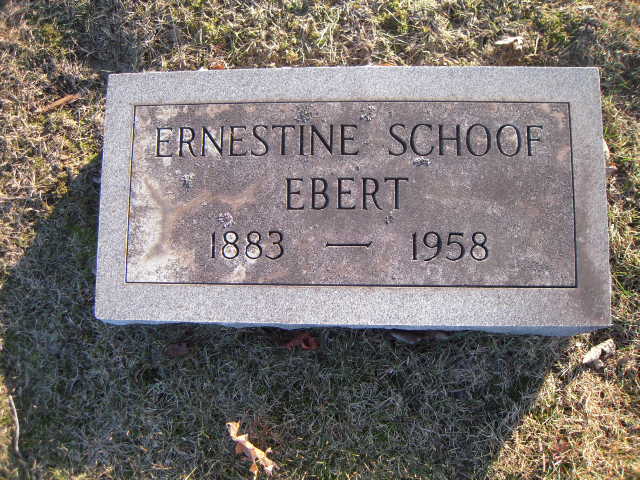 ERNESTINE SCHOOF
EBERT
1883 — 1958